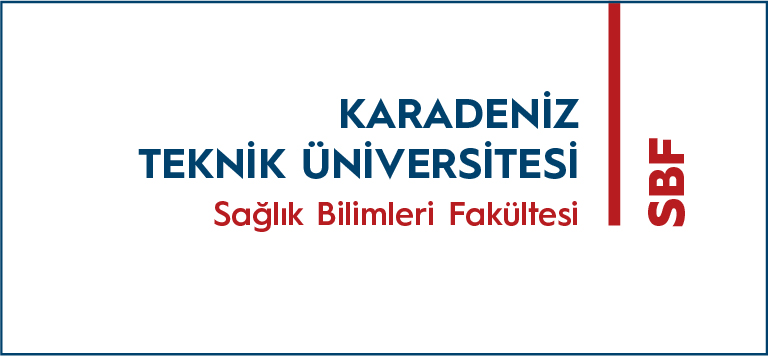 KARADENİZ
TEKNİK ÜNİVERSİTESİ
Sağlık Bilimleri Fakültesi
SBF